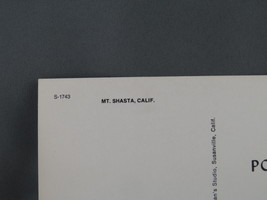 S-1743
MT. SHASTA, CALIF.
Studio, Susanville, Calif.